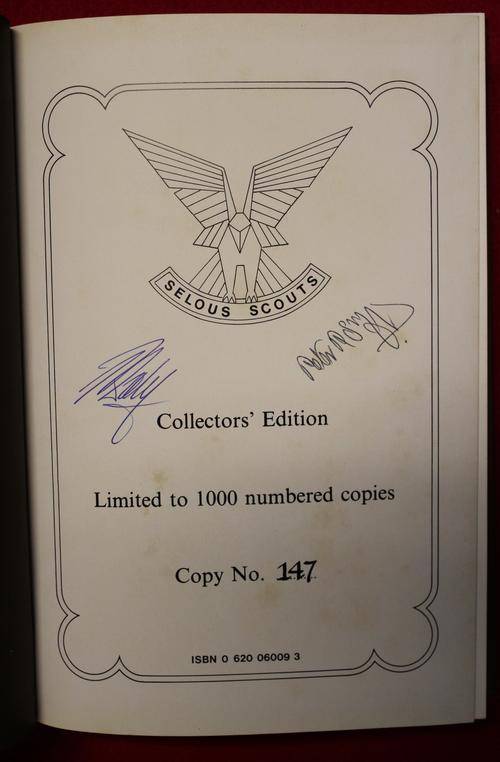 SELOUS SCOUTS
Collectors' Edition
Limited to 1000 numbered copies
Copy No. 147
ISBN 0 620 06009 3